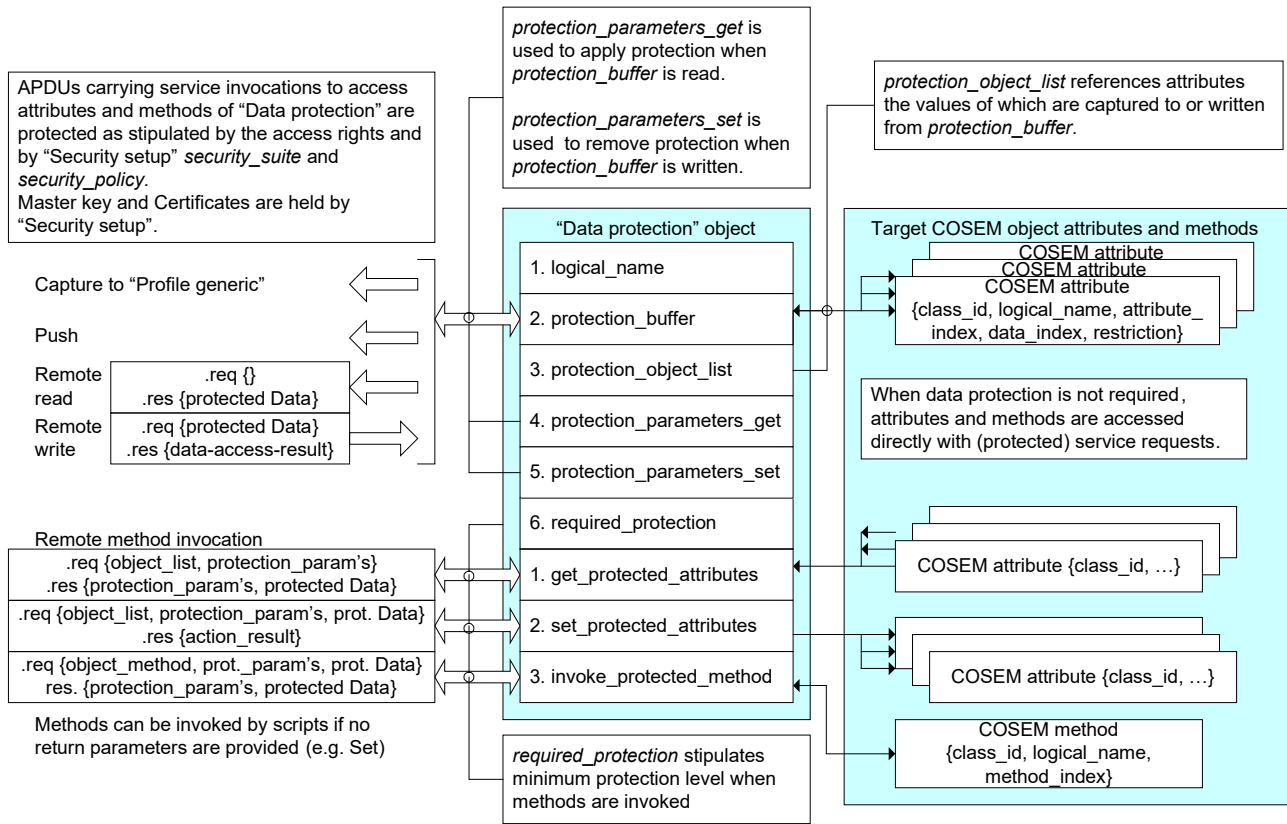 protection_parameters_get is
used to apply protection when
protection_buffer is read.
protection_parameters_set is
used to remove protection when
protection_buffer is written.
APDUs carrying service invocations to access
attributes and methods of “Data protection” are
protected as stipulated by the access rights and
by “Security setup” security_suite and
security_policy.
Master key and Certificates are held by
“Security setup”.
protection_object_list references attributes
the values of which are captured to or written
from protection_buffer.
“Data protection” object
1. logical_name
2. protection_buffer
3. protection_object_list
4. protection_parameters_get
5. protection_parameters_set
6. required_protection
1. get_protected_attributes
2. set_protected_attributes
3. invoke_protected_method
Capture to “Profile generic”
Push
Remote
read
.req {}
.res {protected Data}
Remote
write
.req {protected Data}
.res {data-access-result}
Remote method invocation
.req {object_list, protection_param’s}
.res {protection_param’s, protected Data}
.req {object_list, protection_param’s, prot. Data}
.res {action_result}
.req {object_method, prot._param’s, prot. Data}
res. {protection_param’s, protected Data}
Methods can be invoked by scripts if no
return parameters are provided (e.g. Set)
required_protection stipulates
minimum protection level when
methods are invoked
Target COSEM object attributes and methods
COSEM attribute
COSEM attribute
COSEM attribute
{class_id, logical_name, attribute_
index, data_index, restriction}
When data protection is not required,
attributes and methods are accessed
directly with (protected) service requests.
COSEM attribute {class_id, …}
COSEM attribute {class_id, …}
COSEM method
{class_id, logical_name,
method_index}